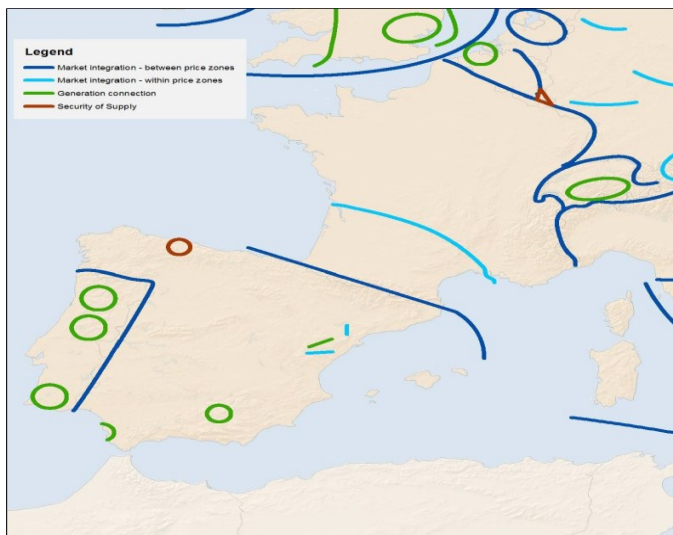 Legend
Market integration - between price zones
Market integration - within price zones
Generation connection
Security of Supply